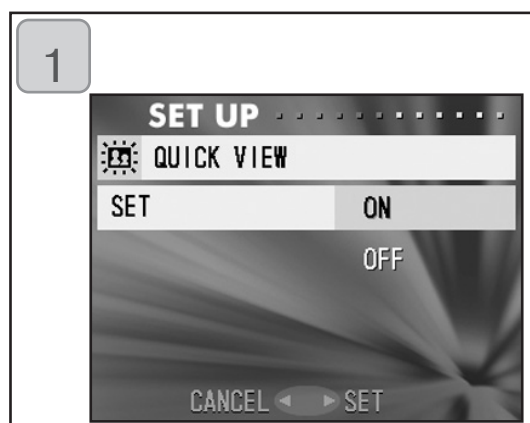 1
SET UP
QUICK VIEW
SET ON
OFF
CANCEL ◀ ▶ SET